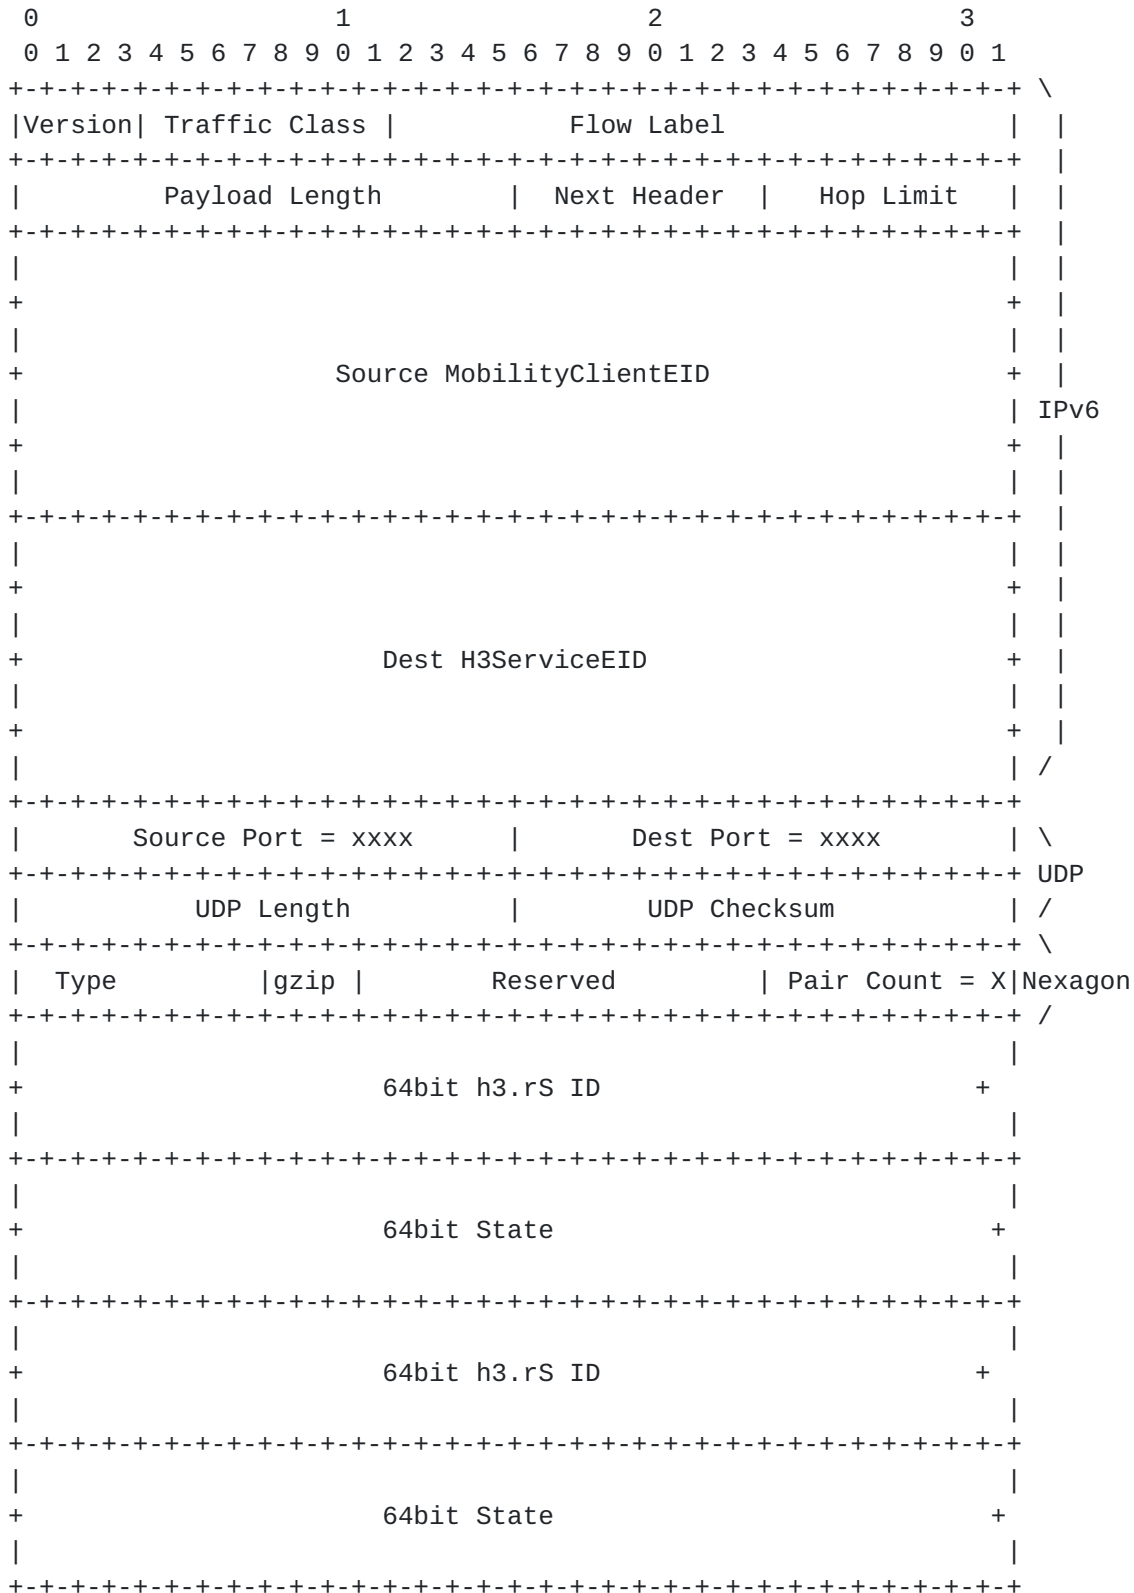 0                   1                   2                   3
 0 1 2 3 4 5 6 7 8 9 0 1 2 3 4 5 6 7 8 9 0 1 2 3 4 5 6 7 8 9 0 1
+-+-+-+-+-+-+-+-+-+-+-+-+-+-+-+-+-+-+-+-+-+-+-+-+-+-+-+-+-+-+-+-+ \
|Version| Traffic Class |           Flow Label                  |  |
+-+-+-+-+-+-+-+-+-+-+-+-+-+-+-+-+-+-+-+-+-+-+-+-+-+-+-+-+-+-+-+-+  |
|         Payload Length        |  Next Header  |   Hop Limit   |  |
+-+-+-+-+-+-+-+-+-+-+-+-+-+-+-+-+-+-+-+-+-+-+-+-+-+-+-+-+-+-+-+-+  |
|                                                               |  |
+                                                               +  |
|                                                               |  |
+                    Source MobilityClientEID                   +  |
|                                                               | IPv6
+                                                               +  |
|                                                               |  |
+-+-+-+-+-+-+-+-+-+-+-+-+-+-+-+-+-+-+-+-+-+-+-+-+-+-+-+-+-+-+-+-+  |
|                                                               |  |
+                                                               +  |
|                                                               |  |
+                       Dest H3ServiceEID                       +  |
|                                                               |  |
+                                                               +  |
|                                                               | /
+-+-+-+-+-+-+-+-+-+-+-+-+-+-+-+-+-+-+-+-+-+-+-+-+-+-+-+-+-+-+-+-+
|       Source Port = xxxx      |       Dest Port = xxxx        | \
+-+-+-+-+-+-+-+-+-+-+-+-+-+-+-+-+-+-+-+-+-+-+-+-+-+-+-+-+-+-+-+-+ UDP
|           UDP Length          |        UDP Checksum           | /
+-+-+-+-+-+-+-+-+-+-+-+-+-+-+-+-+-+-+-+-+-+-+-+-+-+-+-+-+-+-+-+-+ \
|  Type         |gzip |        Reserved         | Pair Count = X|Nexagon
+-+-+-+-+-+-+-+-+-+-+-+-+-+-+-+-+-+-+-+-+-+-+-+-+-+-+-+-+-+-+-+-+ /
|                                                               |
+                       64bit h3.rS ID                        +
|                                                               |
+-+-+-+-+-+-+-+-+-+-+-+-+-+-+-+-+-+-+-+-+-+-+-+-+-+-+-+-+-+-+-+-+
|                                                               |
+                       64bit State                            +
|                                                               |
+-+-+-+-+-+-+-+-+-+-+-+-+-+-+-+-+-+-+-+-+-+-+-+-+-+-+-+-+-+-+-+-+
|                                                               |
+                       64bit h3.rS ID                        +
|                                                               |
+-+-+-+-+-+-+-+-+-+-+-+-+-+-+-+-+-+-+-+-+-+-+-+-+-+-+-+-+-+-+-+-+
|                                                               |
+                       64bit State                            +
|                                                               |
+-+-+-+-+-+-+-+-+-+-+-+-+-+-+-+-+-+-+-+-+-+-+-+-+-+-+-+-+-+-+-+-+